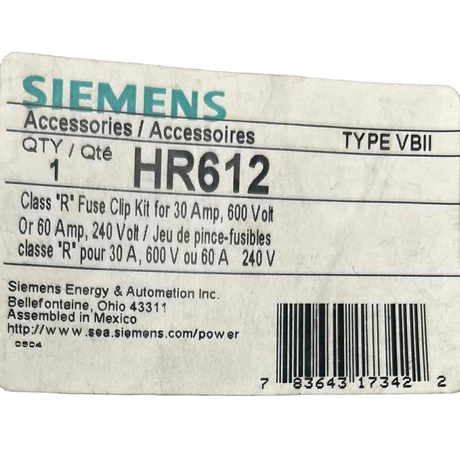 SIEMENS
Accessories / Accessoires
TYPE VBII
QTY / Qté
1
HR612
Class "R" Fuse Clip Kit for 30 Amp, 600 Volt
Or 60 Amp, 240 Volt / Jeu de pince-fusibles
classe "R" pour 30 A, 600 V ou 60 A 240 V
Siemens Energy & Automation Inc.
Bellefontaine, Ohio 43311
Assembled in Mexico
http://www.sea.siemens.com/power
0504
7 83643 17342 2